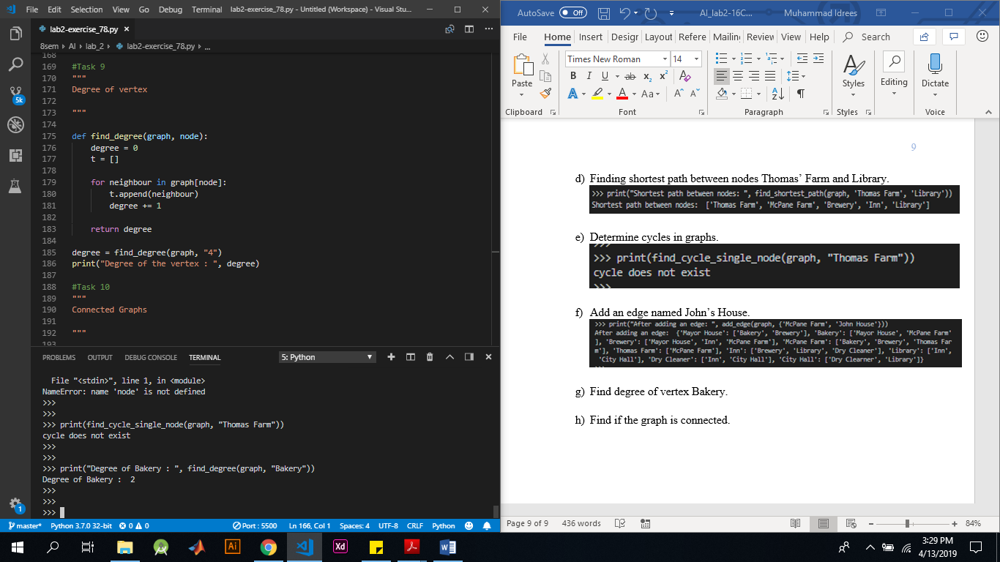 File Edit Selection View Go Debug Terminal lab2-exercise_78.py - Untitled (Workspace) - Visual Stu...
lab2-exercise_78.py ×
8sem ▸ AI ▸ lab_2 ▸ lab2-exercise_78.py ▸ ...
168
169 #Task 9
170 """
171 Degree of vertex
172
173 """
174
175 def find_degree(graph, node):
176 degree = 0
177 t = []
178
179 for neighbour in graph[node]:
180 t.append(neighbour)
181 degree += 1
182
183 return degree
184
185 degree = find_degree(graph, "4")
186 print("Degree of the vertex : ", degree)
187
188 #Task 10
189 """
190 Connected Graphs
191
192 """
193
5k
1
PROBLEMS OUTPUT DEBUG CONSOLE TERMINAL 5: Python
File "<stdin>", line 1, in <module>
NameError: name 'node' is not defined
>>>
>>>
>>> print(find_cycle_single_node(graph, "Thomas Farm"))
cycle does not exist
>>>
>>>
>>> print("Degree of Bakery : ", find_degree(graph, "Bakery"))
Degree of Bakery :  2
>>>
>>>
>>>
master* Python 3.7.0 32-bit 0 0 Port : 5500 Ln 166, Col 1 Spaces: 4 UTF-8 CRLF Python
AutoSave Off AI_lab2-16C... Muhammad Idrees
File Home Insert Desigr Layout Refere Mailin Review View Help Search
Paste Times New Roman 14 Styles Editing Dictate
B I U ab x₂ x² A
A A Aa A A
Clipboard Font Paragraph Styles Voice
9
d) Finding shortest path between nodes Thomas’ Farm and Library.
>>> print("Shortest path between nodes: ", find_shortest_path(graph, 'Thomas Farm', 'Library'))
Shortest path between nodes:  ['Thomas Farm', 'McPane Farm', 'Brewery', 'Inn', 'Library']
e) Determine cycles in graphs.
>>> print(find_cycle_single_node(graph, "Thomas Farm"))
cycle does not exist
>>>
f) Add an edge named John’s House.
>>> print("After adding an edge: ", add_edge(graph, {'McPane Farm', 'John House'}))
After adding an edge:  {'Mayor House': ['Bakery', 'Brewery'], 'Bakery': ['Mayor House', 'McPane Farm'
], 'Brewery': ['Mayor House', 'Inn', 'McPane Farm'], 'McPane Farm': ['Bakery', 'Brewery', 'Thomas Far
m'], 'Thomas Farm': ['McPane Farm'], 'Inn': ['Brewery', 'Library', 'Dry Cleaner'], 'Library': ['Inn',
'City Hall'], 'Dry Cleaner': ['Inn', 'City Hall'], 'City Hall': ['Dry Clearner', 'Library']}
g) Find degree of vertex Bakery.
h) Find if the graph is connected.
Page 9 of 9 436 words 84%
Ai Xd
3:29 PM
4/13/2019